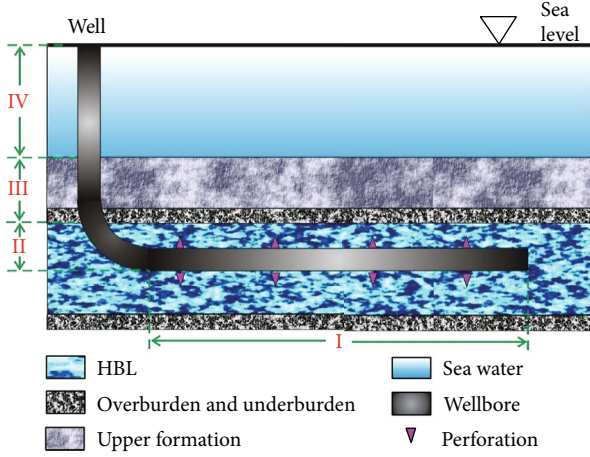 Well
Sea
level
IV
III
II
I
HBL
Sea water
Overburden and underburden
Wellbore
Upper formation
Perforation